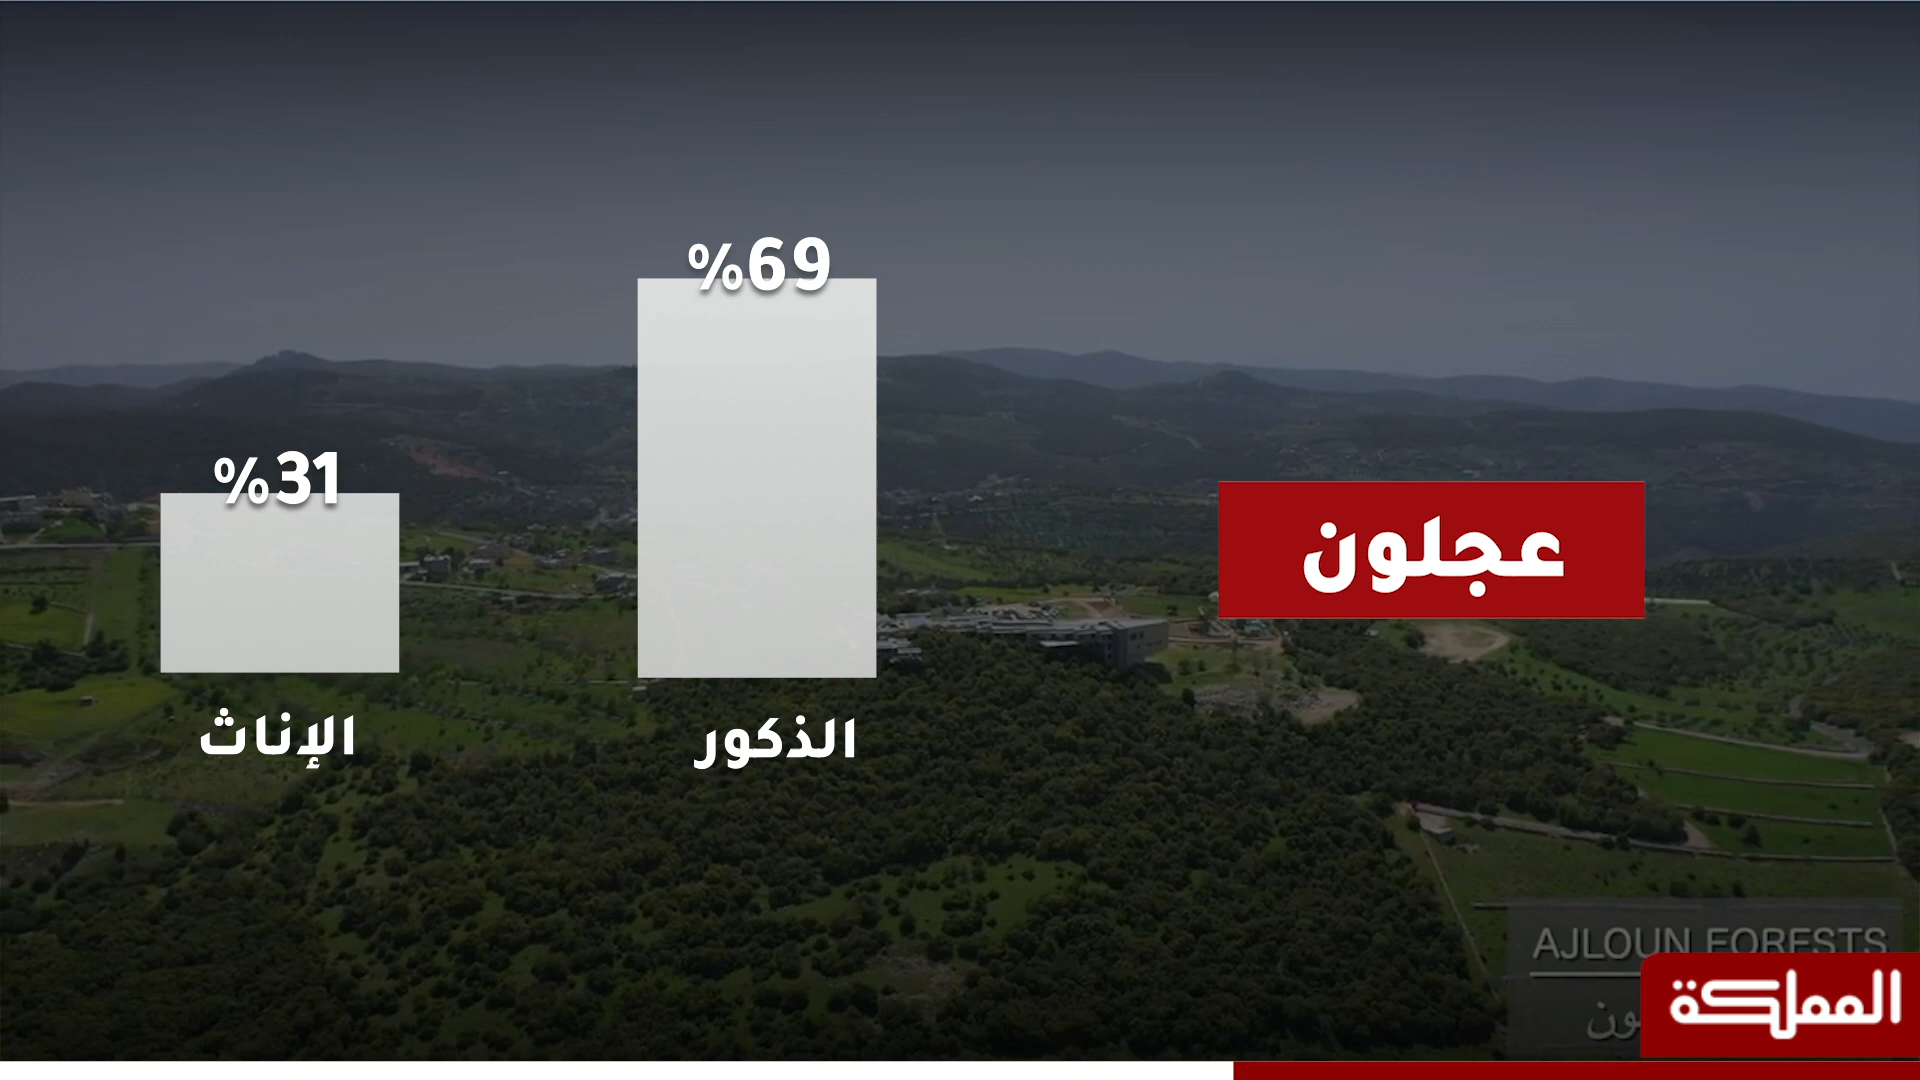 عجلون
%69
الذكور
%31
الإناث
AJLOUN FORESTS
المملكة